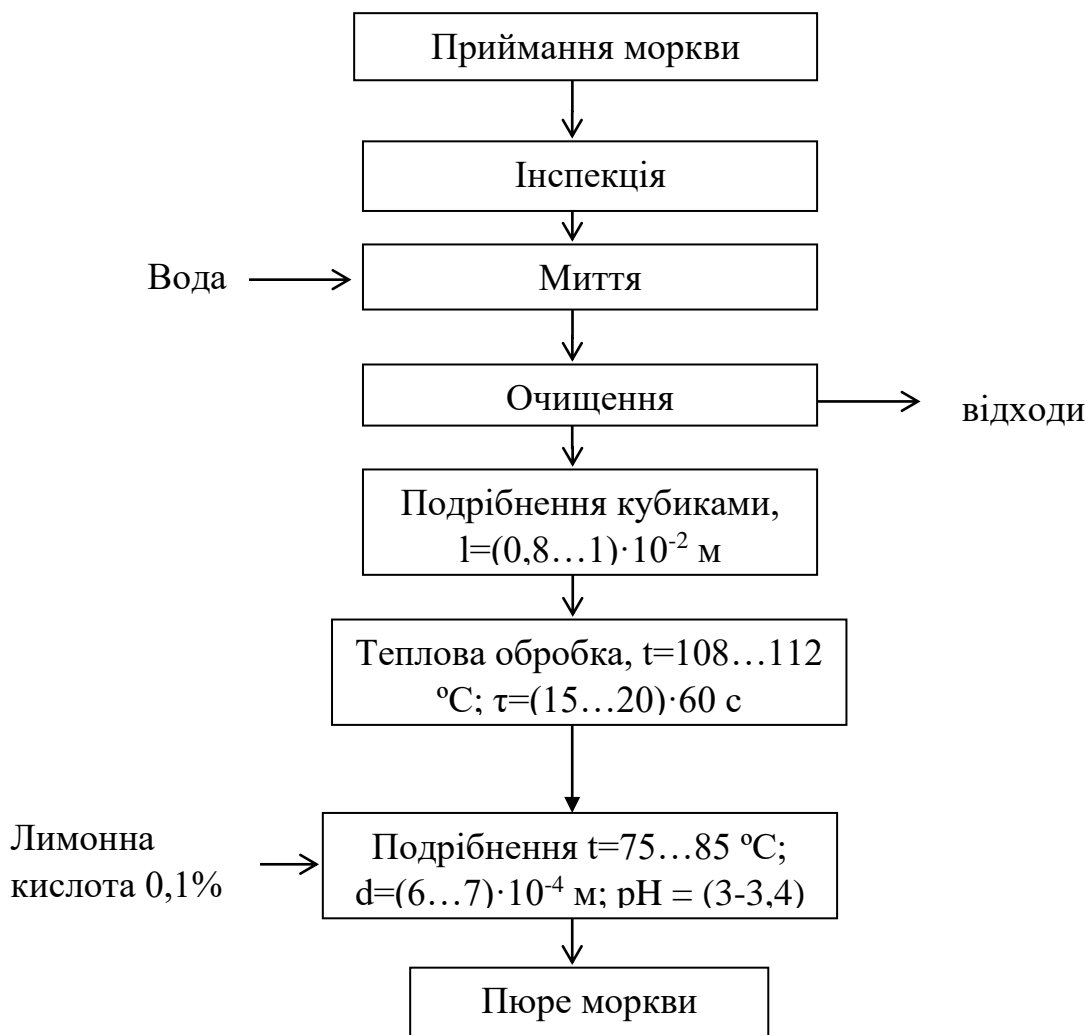 Приймання моркви
Інспекція
Вода
Миття
Очищення
відходи
Подрібнення кубиками,
l=(0,8…1)·10⁻² м
Теплова обробка, t=108…112
ºС; τ=(15…20)·60 с
Лимонна
кислота 0,1%
Подрібнення t=75…85 ºС;
d=(6…7)·10⁻⁴ м; рН = (3-3,4)
Пюре моркви